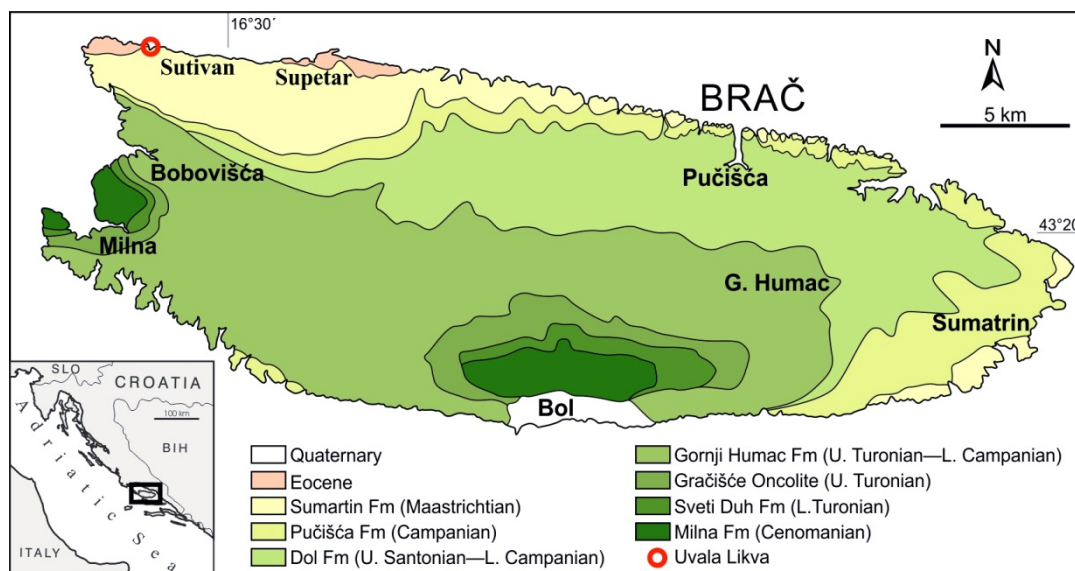 16˚30´
Sutivan
Supetar
BRAČ
N
5 km
Bobovišća
Pučišća
Milna
43˚20
G. Humac
Sumatrin
Bol
SLO
CROATIA
100 km
BIH
Adriatic Sea
ITALY
Quaternary
Eocene
Sumartin Fm (Maastrichtian)
Pučišća Fm (Campanian)
Dol Fm (U. Santonian—L. Campanian)
Gornji Humac Fm (U. Turonian—L. Campanian)
Gračišće Oncolite (U. Turonian)
Sveti Duh Fm (L.Turonian)
Milna Fm (Cenomanian)
Uvala Likva